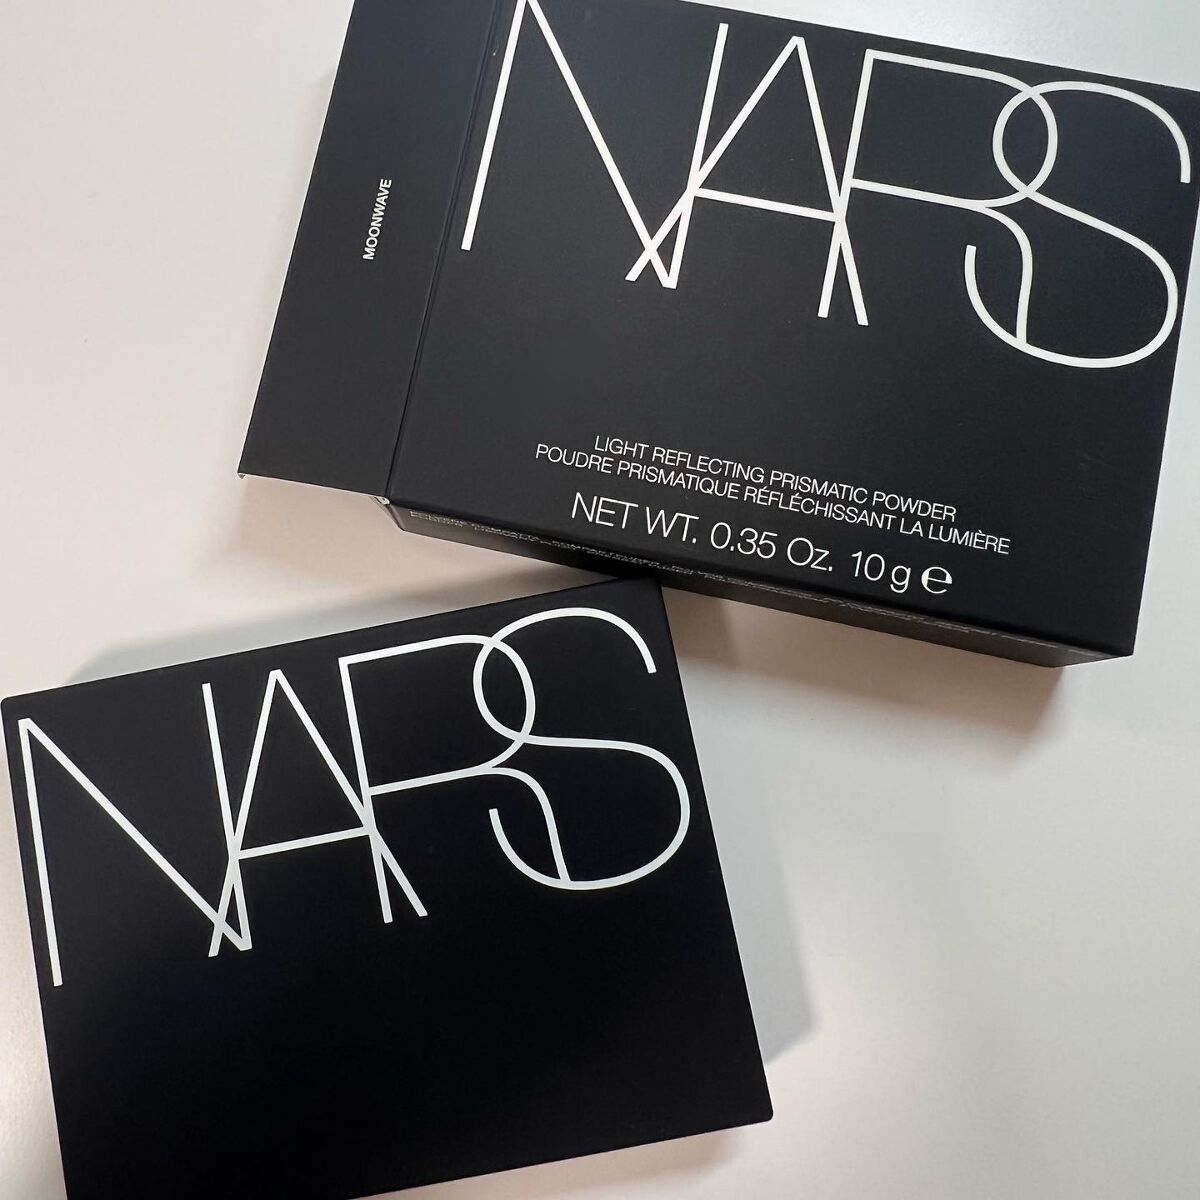 NARS
MOONWAVE
LIGHT REFLECTING PRISMATIC POWDER
POUDRE PRISMATIQUE RÉFLÉCHISSANT LA LUMIÈRE
NET WT. 0.35 Oz. 10 g e
NARS